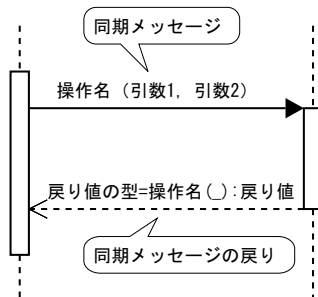 同期メッセージ
操作名（引数1, 引数2）
戻り値の型=操作名(_):戻り値
同期メッセージの戻り